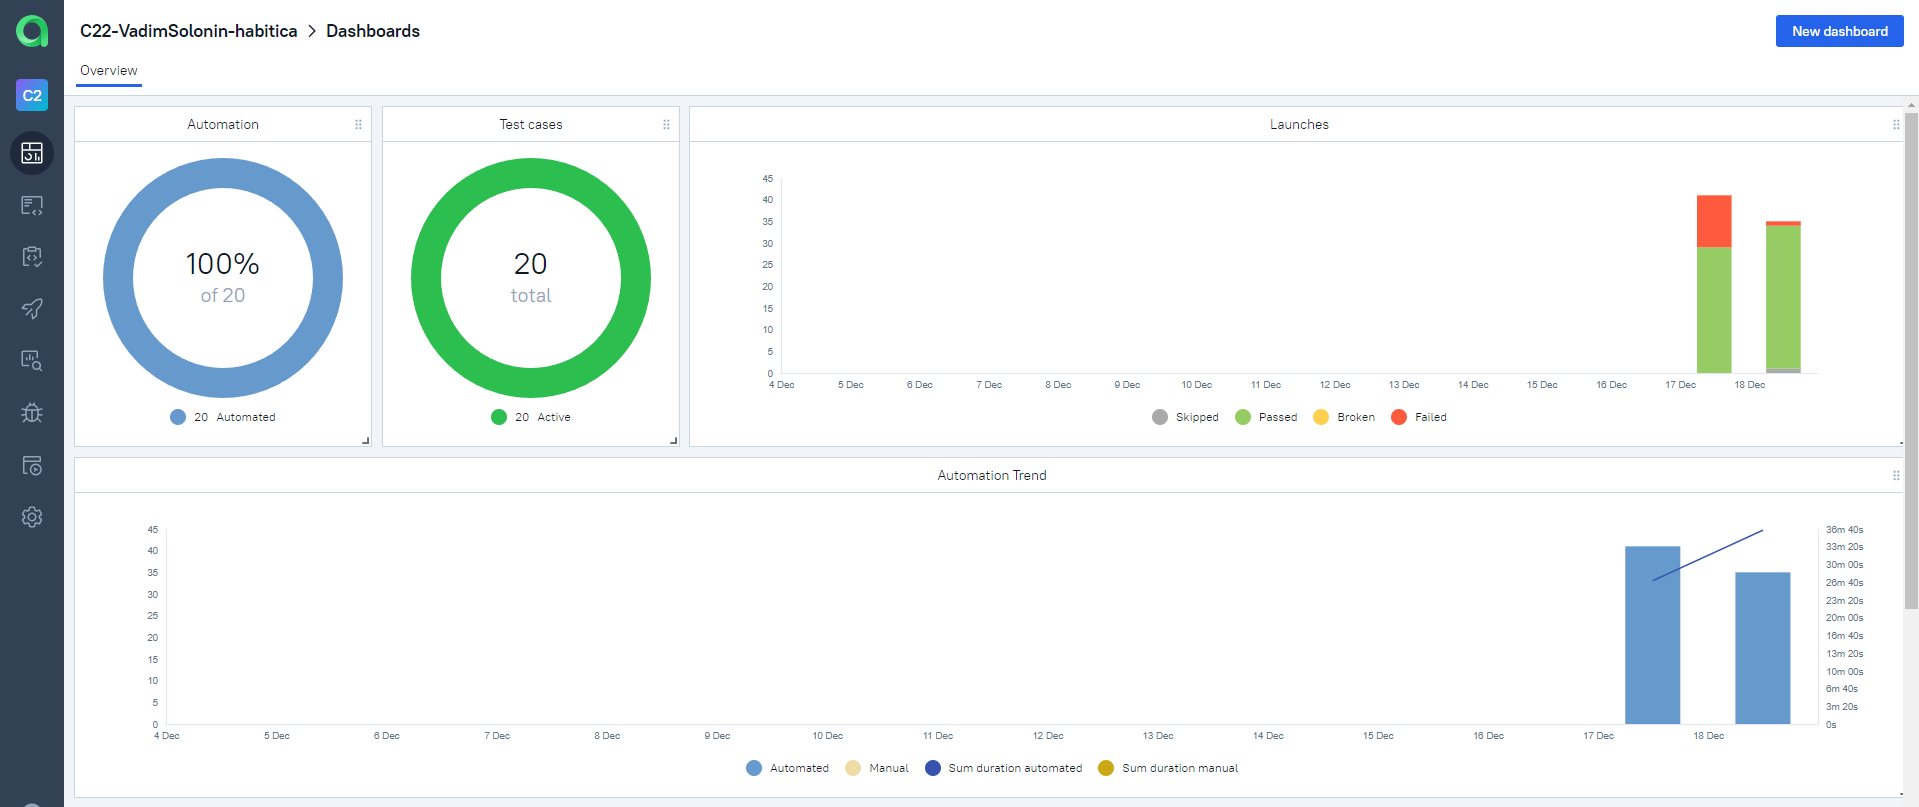 C22-VadimSolonin-habitica > Dashboards
New dashboard
Overview
C2
Automation
100%
of 20
20 Automated
Test cases
20
total
20 Active
Launches
45
40
35
30
25
20
15
10
5
0
4 Dec 5 Dec 6 Dec 7 Dec 8 Dec 9 Dec 10 Dec 11 Dec 12 Dec 13 Dec 14 Dec 15 Dec 16 Dec 17 Dec 18 Dec
Skipped Passed Broken Failed
Automation Trend
45
40
35
30
25
20
15
10
5
0
36m 40s
33m 20s
30m 00s
26m 40s
23m 20s
20m 00s
16m 40s
13m 20s
10m 00s
6m 40s
3m 20s
0s
4 Dec 5 Dec 6 Dec 7 Dec 8 Dec 9 Dec 10 Dec 11 Dec 12 Dec 13 Dec 14 Dec 15 Dec 16 Dec 17 Dec 18 Dec
Automated Manual Sum duration automated Sum duration manual